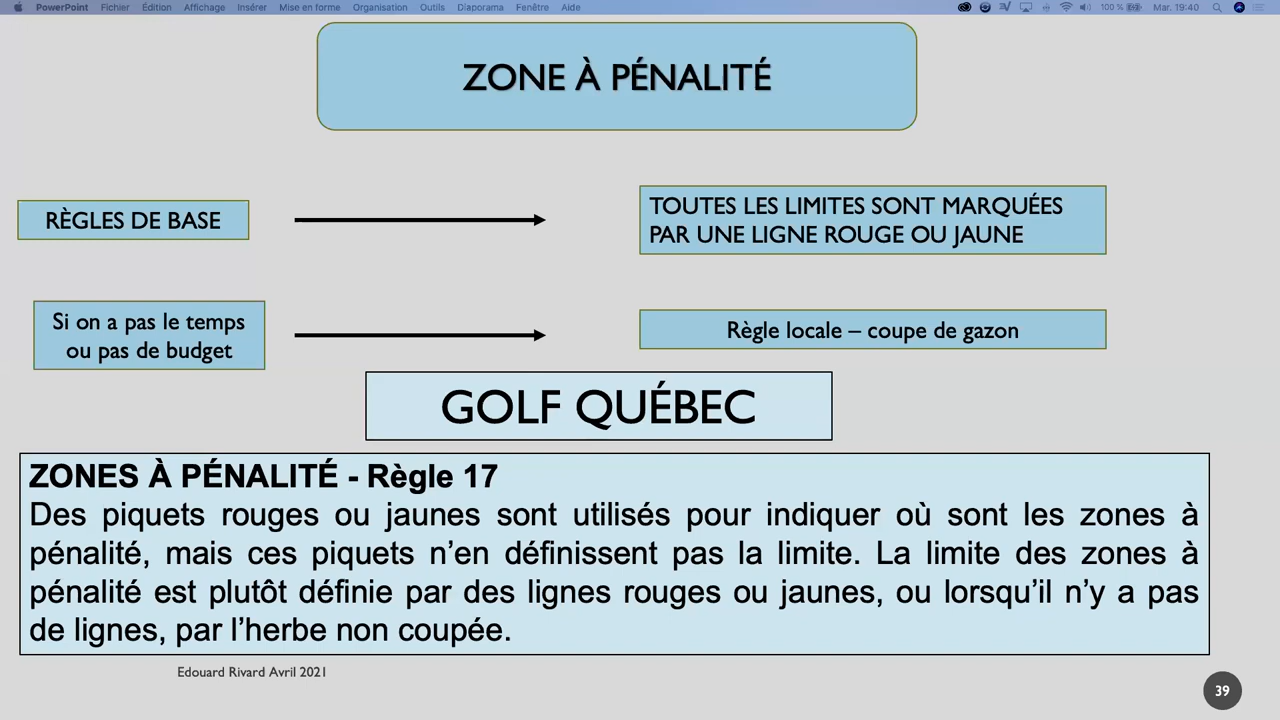 PowerPoint Fichier Édition Affichage Insérer Mise en forme Organisation Outils Diaporama Fenêtre Aide 100 % Mar. 19:40
ZONE À PÉNALITÉ
RÈGLES DE BASE
TOUTES LES LIMITES SONT MARQUÉES
PAR UNE LIGNE ROUGE OU JAUNE
Si on a pas le temps
ou pas de budget
Règle locale – coupe de gazon
GOLF QUÉBEC
ZONES À PÉNALITÉ - Règle 17
Des piquets rouges ou jaunes sont utilisés pour indiquer où sont les zones à
pénalité, mais ces piquets n’en définissent pas la limite. La limite des zones à
pénalité est plutôt définie par des lignes rouges ou jaunes, ou lorsqu’il n’y a pas
de lignes, par l’herbe non coupée.
Edouard Rivard Avril 2021
39